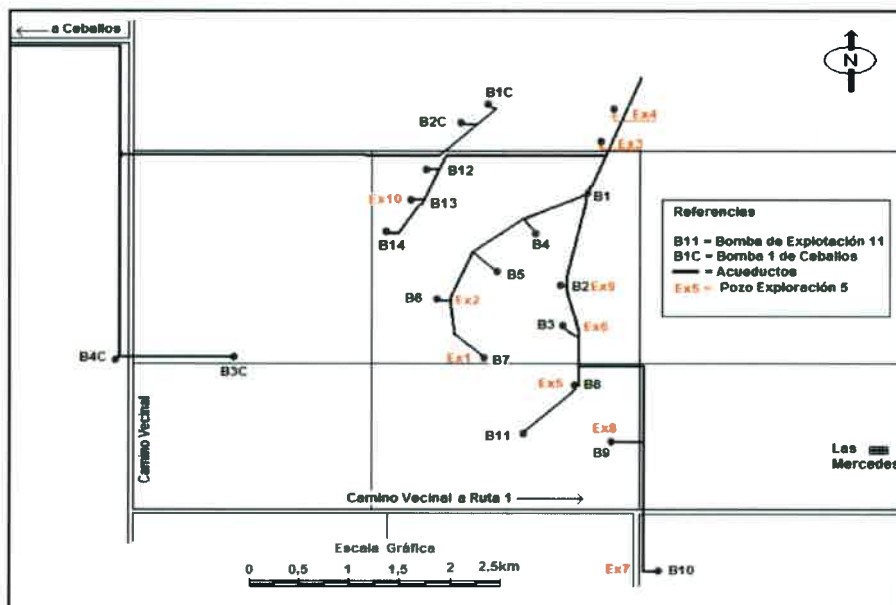 a Ceballos
N
B1C
B2C
Ex4
Ex3
B12
Ex10
B13
B14
B1
B4
B5
B6
Ex2
B2
Ex9
B3
Ex6
Ex1
B7
Referencias
B11 = Bomba de Explotación 11
B1C = Bomba 1 de Ceballos
= Acueductos
Ex5 = Pozo Exploración 5
B4C
B3C
Ex5
B8
B11
Ex8
B9
Camino Vecinal
Las
Mercedes
Camino Vecinal a Ruta 1
Escala Gráfica
0 0,5 1 1,5 2 2,5km
Ex7
B10